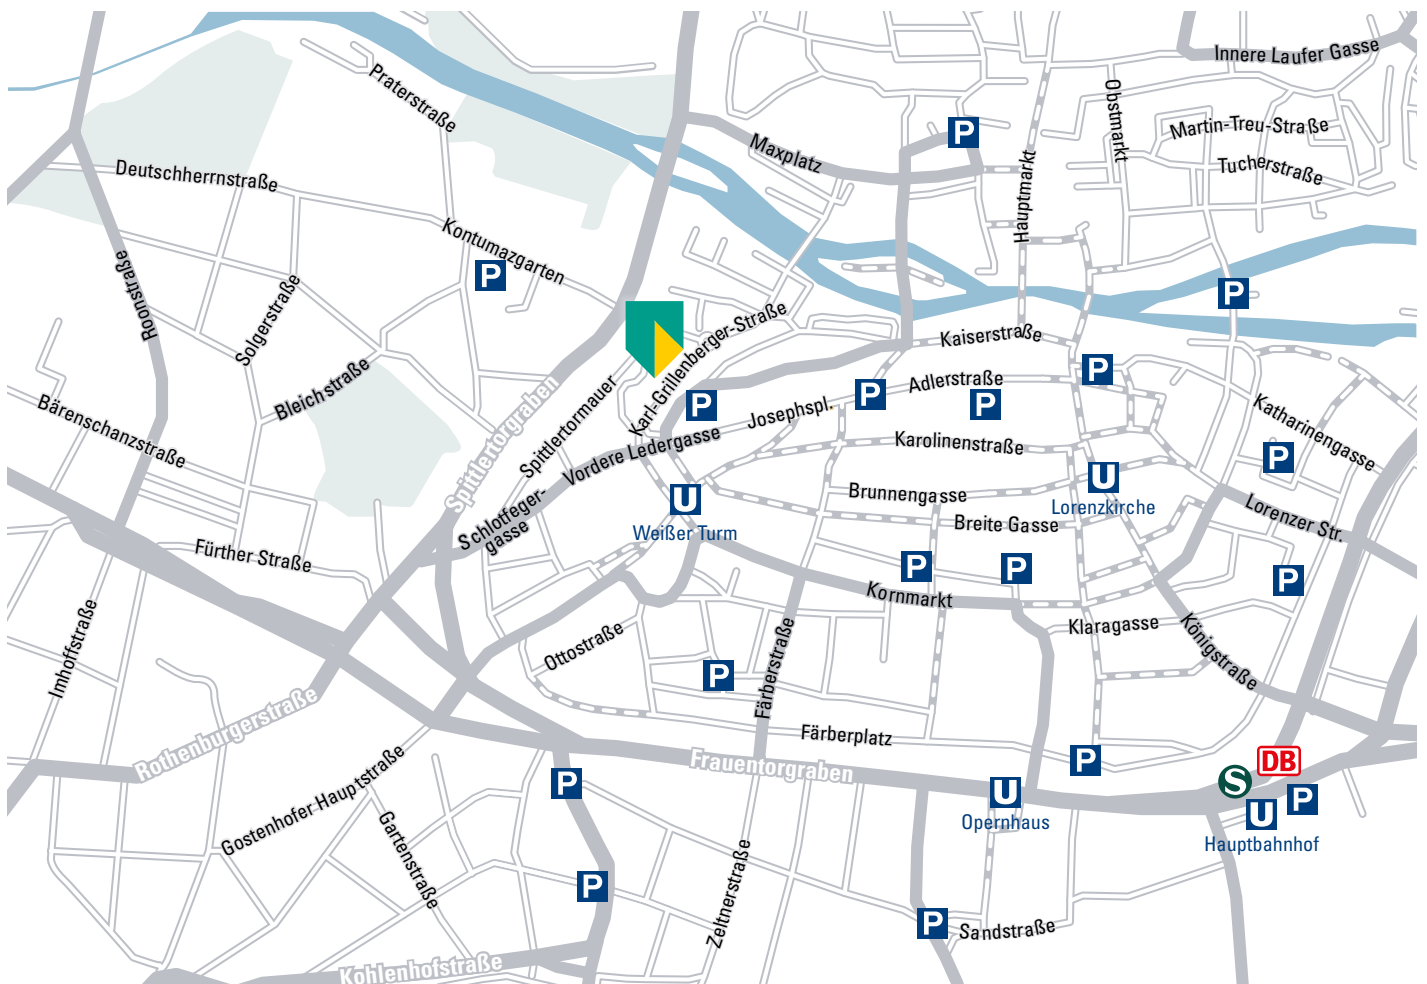 Innere Laufer Gasse
Praterstraße
Obstmarkt
Martin-Treu-Straße
P
Maxplatz
Tucherstraße
Deutschherrnstraße
Hauptmarkt
Kontumazgarten
P
Roonstraße
Solgerstraße
P
Karl-Grillenberger-Straße
Kaiserstraße
Bleichstraße
P
Adlerstraße
P
P
P
Josephspl.
Spittlertorgraben
Spittlertormauer
Bärenschanzstraße
Katharinengasse
Vordere Ledergasse
Karolinenstraße
P
U
Lorenzkirche
U
Weißer Turm
Brunnengasse
Lorenzer Str.
Schlotfeger-
gasse
Breite Gasse
Fürther Straße
P
P
P
Kornmarkt
Imhoffstraße
Ottostraße
Färberstraße
Klaragasse
Königstraße
P
Rothenburgerstraße
Färberplatz
Frauentorgraben
P
DB
S
P
U
Hauptbahnhof
P
U
Opernhaus
Gostenhofer Hauptstraße
Gartenstraße
P
Zeltnerstraße
P
Sandstraße
Kohlenhofstraße